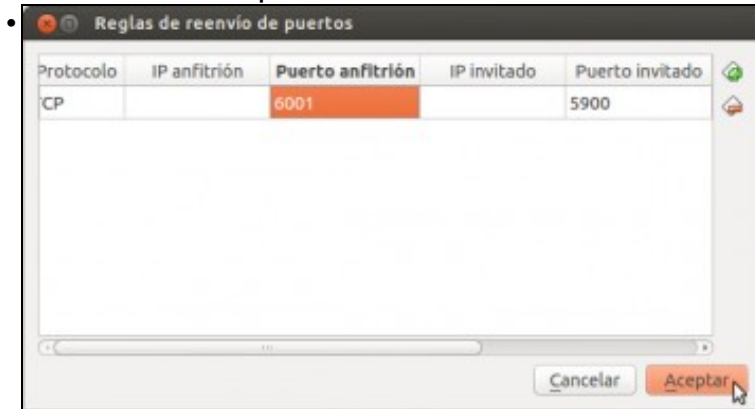 Reglas de reenvío de puertos
Protocolo IP anfitrión Puerto anfitrión IP invitado Puerto invitado
CP 6001 5900
Cancelar Aceptar